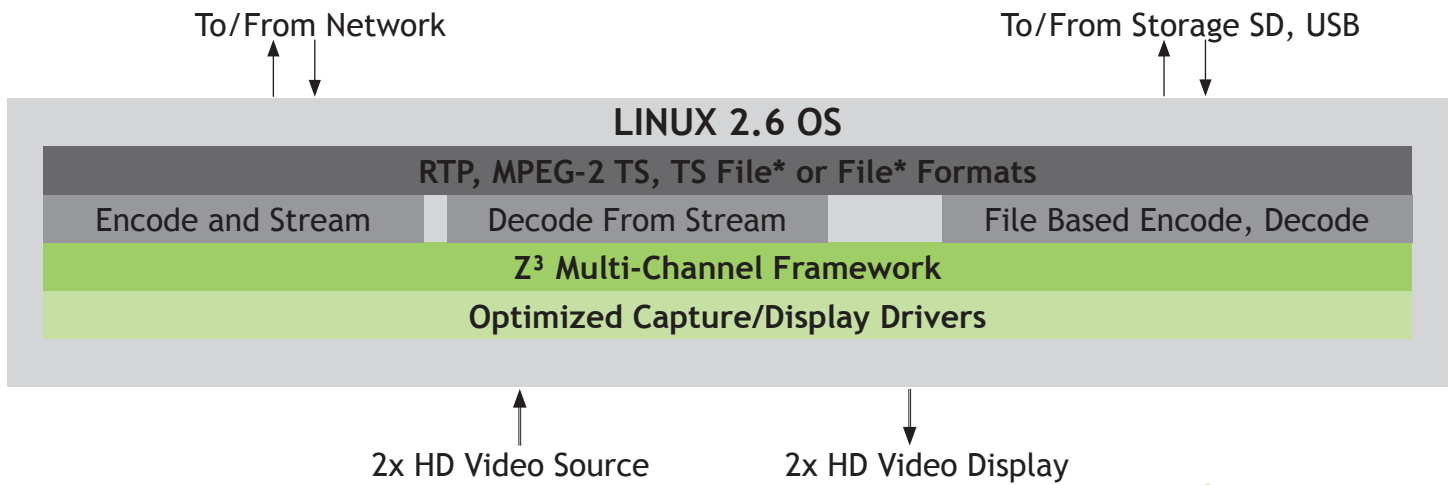 To/From Network
To/From Storage SD, USB
LINUX 2.6 OS
RTP, MPEG-2 TS, TS File* or File* Formats
Encode and Stream
Decode From Stream
File Based Encode, Decode
Z³ Multi-Channel Framework
Optimized Capture/Display Drivers
2x HD Video Source
2x HD Video Display